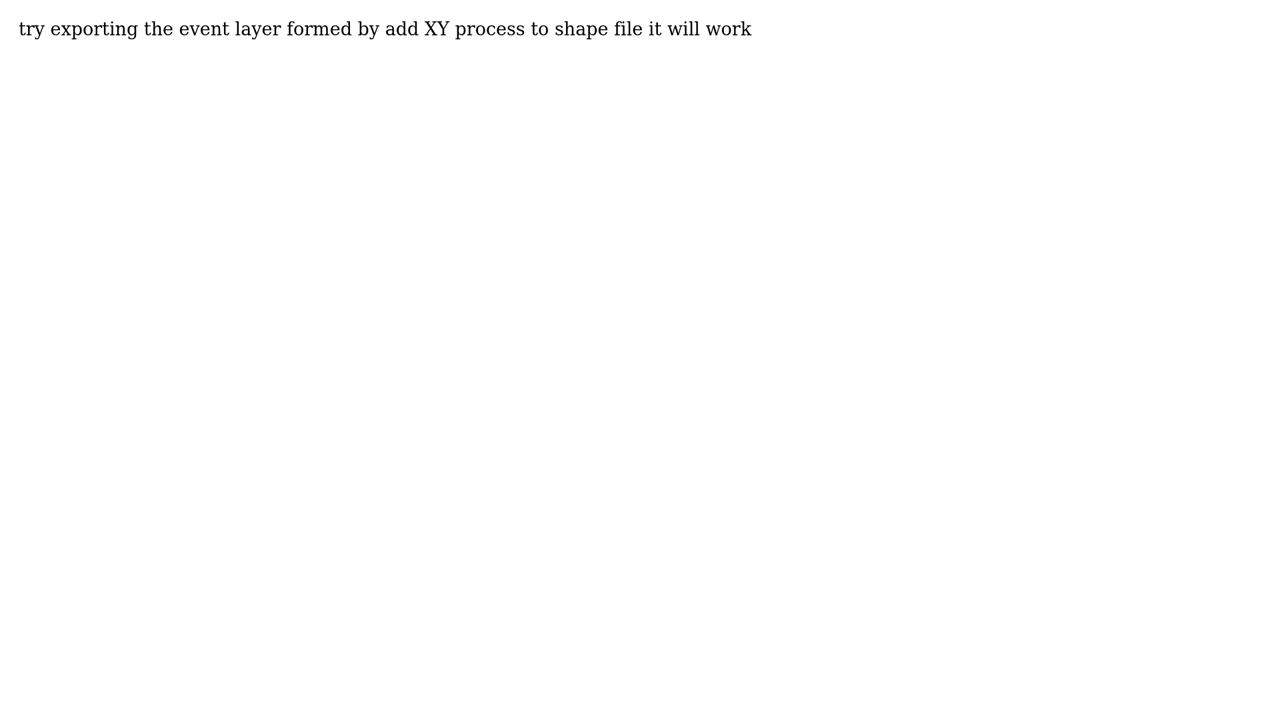 try exporting the event layer formed by add XY process to shape file it will work